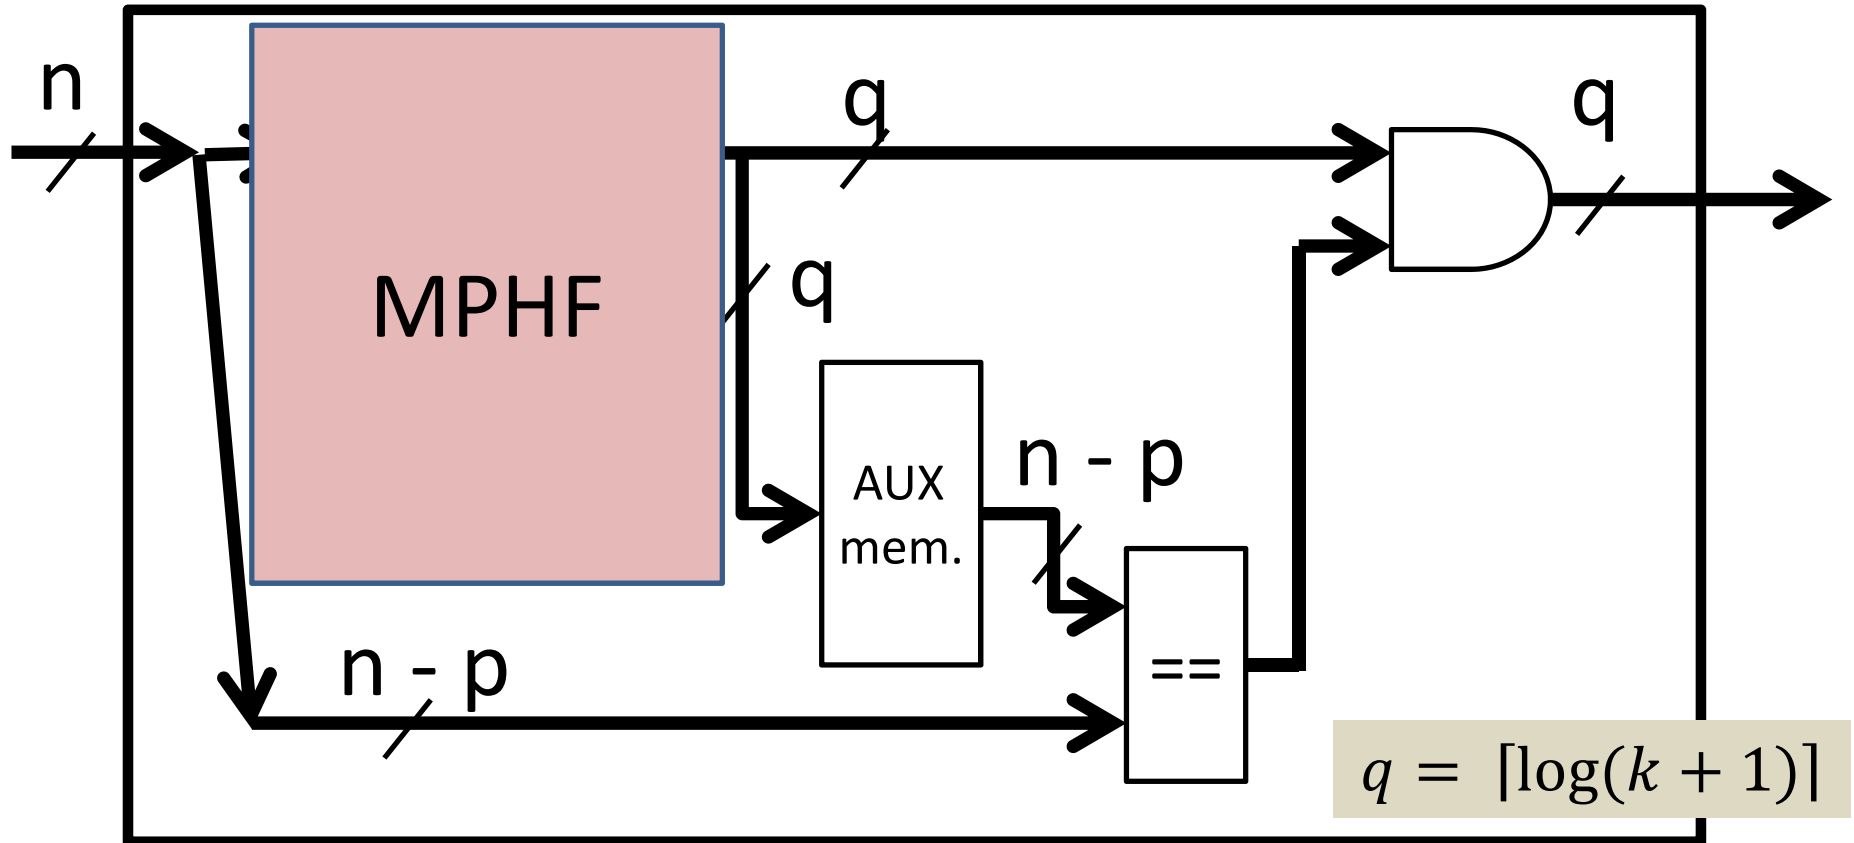 n
q
q
MPHF
q
AUX
mem.
n - p
n - p
==
q = ⌈log(k + 1)⌉